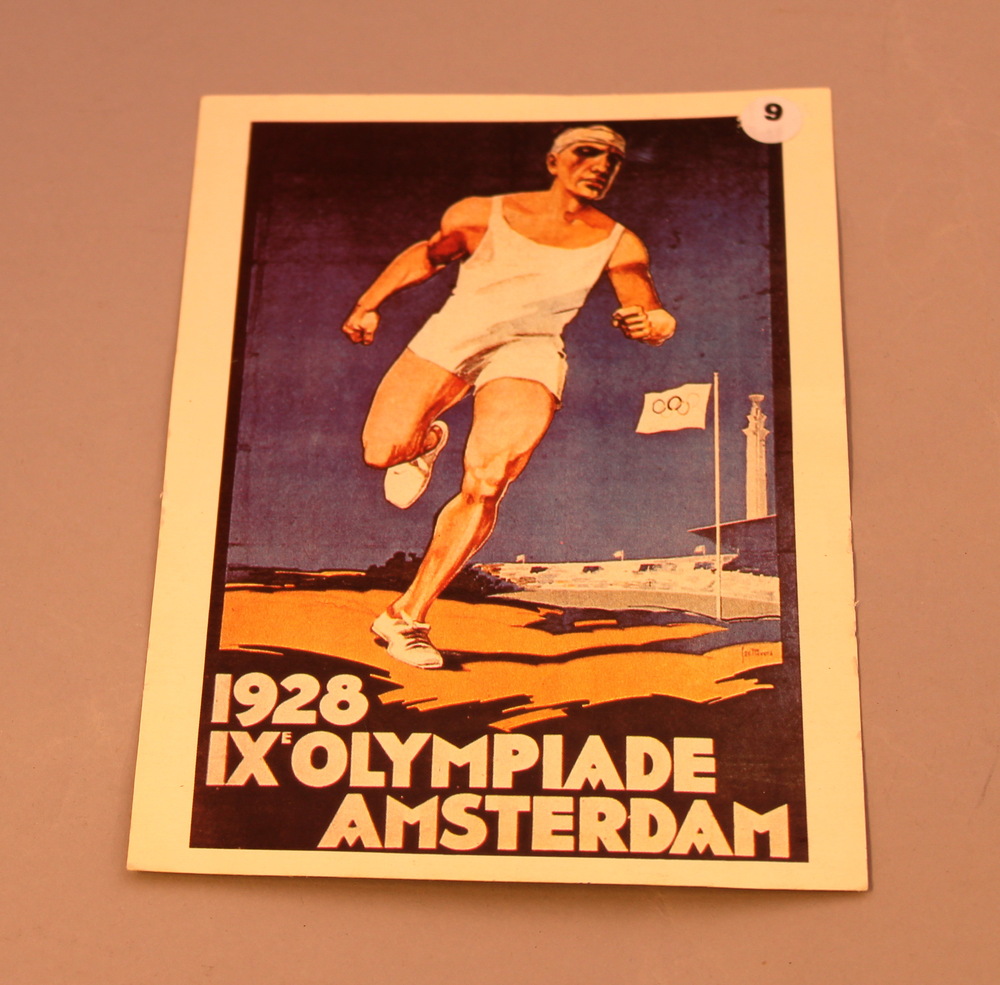 9
1928
IXE OLYMPIADE
AMSTERDAM